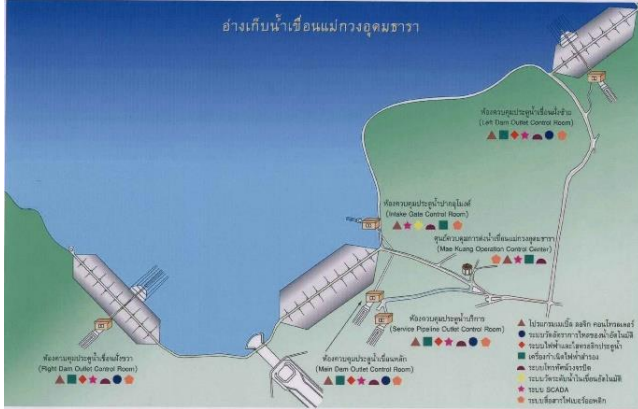 อ่างเก็บน้ำเขื่อนแม่กวงอุดมธารา
ห้องควบคุมประตูน้ำเขื่อนฝั่งซ้าย
(Left Dam Outlet Control Room)
ห้องควบคุมประตูน้ำปากอุโมงค์
(Intake Gate Control Room)
ศูนย์ควบคุมการส่งน้ำเขื่อนแม่กวงอุดมธารา
(Mae Kuang Operation Control Center)
ห้องควบคุมประตูน้ำบริการ
(Service Pipeline Outlet Control Room)
ห้องควบคุมประตูน้ำเขื่อนฝั่งขวา
(Right Dam Outlet Control Room)
ห้องควบคุมประตูน้ำเขื่อนหลัก
(Main Dam Outlet Control Room)
โปรแกรมเมเบิ้ล ลอจิก คอนโทรลเลอร์
ระบบวัดอัตราการไหลของน้ำอัตโนมัติ
ระบบไฟฟ้าและไฮดรอลิกประตูน้ำ
เครื่องกำเนิดไฟฟ้าสำรอง
ระบบโทรทัศน์วงจรปิด
ระบบวัดระดับน้ำในเขื่อนอัตโนมัติ
ระบบ SCADA
ระบบสื่อสารไฟเบอร์ออพติก